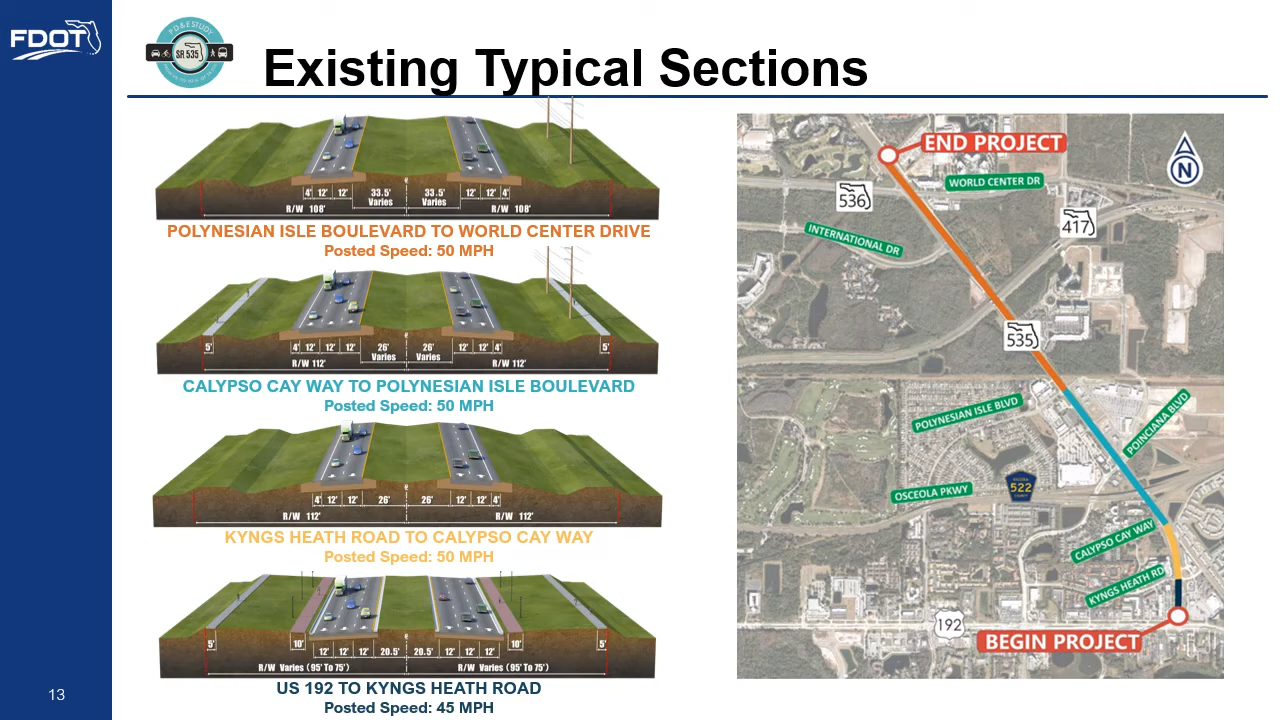 FDOT
PD&E STUDY
SR 535
Existing Typical Sections
4' 12' 12' 33.5' Varies 33.5' Varies 12' 12' 4'
R/W 108' R/W 108'
POLYNESIAN ISLE BOULEVARD TO WORLD CENTER DRIVE
Posted Speed: 50 MPH
5' 4' 12' 12' 12' 26' Varies 26' Varies 12' 12' 4' 5'
R/W 112' R/W 112'
CALYPSO CAY WAY TO POLYNESIAN ISLE BOULEVARD
Posted Speed: 50 MPH
4' 12' 12' 26' 26' 12' 12' 4'
R/W 112' R/W 112'
KYNGS HEATH ROAD TO CALYPSO CAY WAY
Posted Speed: 50 MPH
5' 10' 12' 12' 12' 20.5' 20.5' 12' 12' 12' 10' 5'
R/W Varies (95' To 75') R/W Varies (95' To 75')
US 192 TO KYNGS HEATH ROAD
Posted Speed: 45 MPH
END PROJECT
N
WORLD CENTER DR
536
417
INTERNATIONAL DR
535
POLYNESIAN ISLE BLVD
POINCIANA BLVD
OSCEOLA PKWY
522
CALYPSO CAY WAY
KYNGS HEATH RD
192
BEGIN PROJECT
13